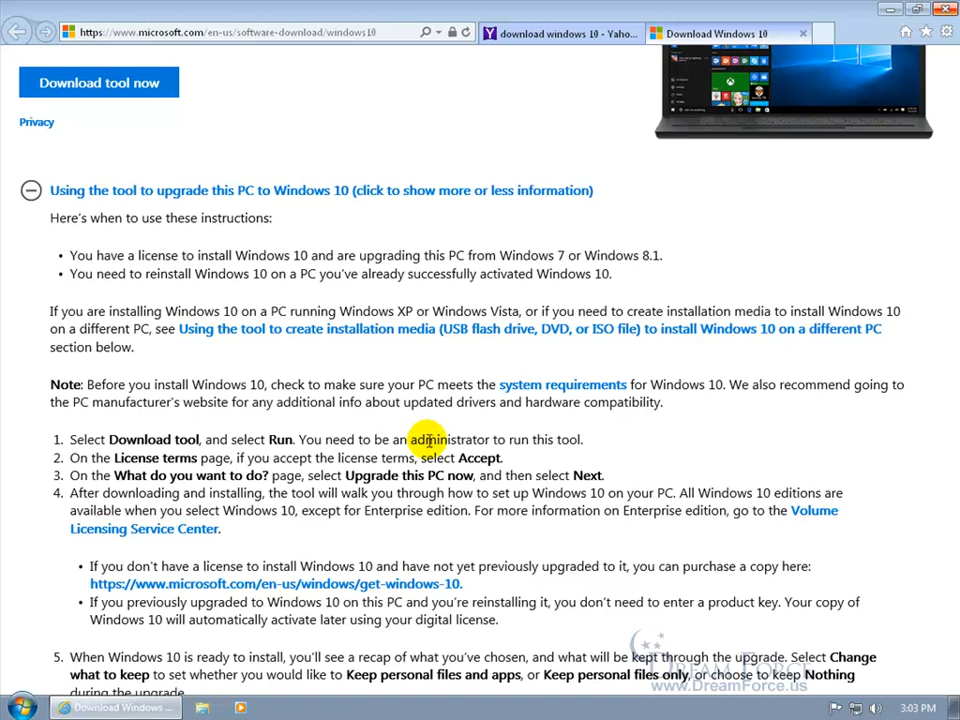 https://www.microsoft.com/en-us/software-download/windows10
download windows 10 - Yaho...
Download Windows 10
Download tool now
Privacy
Using the tool to upgrade this PC to Windows 10 (click to show more or less information)
Here's when to use these instructions:
• You have a license to install Windows 10 and are upgrading this PC from Windows 7 or Windows 8.1.
• You need to reinstall Windows 10 on a PC you've already successfully activated Windows 10.
If you are installing Windows 10 on a PC running Windows XP or Windows Vista, or if you need to create installation media to install Windows 10
on a different PC, see Using the tool to create installation media (USB flash drive, DVD, or ISO file) to install Windows 10 on a different PC
section below.
Note: Before you install Windows 10, check to make sure your PC meets the system requirements for Windows 10. We also recommend going to
the PC manufacturer's website for any additional info about updated drivers and hardware compatibility.
1. Select Download tool, and select Run. You need to be an administrator to run this tool.
2. On the License terms page, if you accept the license terms, select Accept.
3. On the What do you want to do? page, select Upgrade this PC now, and then select Next.
4. After downloading and installing, the tool will walk you through how to set up Windows 10 on your PC. All Windows 10 editions are
available when you select Windows 10, except for Enterprise edition. For more information on Enterprise edition, go to the Volume
Licensing Service Center.
• If you don't have a license to install Windows 10 and have not yet previously upgraded to it, you can purchase a copy here:
https://www.microsoft.com/en-us/windows/get-windows-10.
• If you previously upgraded to Windows 10 on this PC and you're reinstalling it, you don't need to enter a product key. Your copy of
Windows 10 will automatically activate later using your digital license.
5. When Windows 10 is ready to install, you'll see a recap of what you've chosen, and what will be kept through the upgrade. Select Change
what to keep to set whether you would like to Keep personal files and apps, or Keep personal files only, or choose to keep Nothing
during the upgrade.
DREAM FORCE
www.DreamForce.us
Download Windows ...
3:03 PM